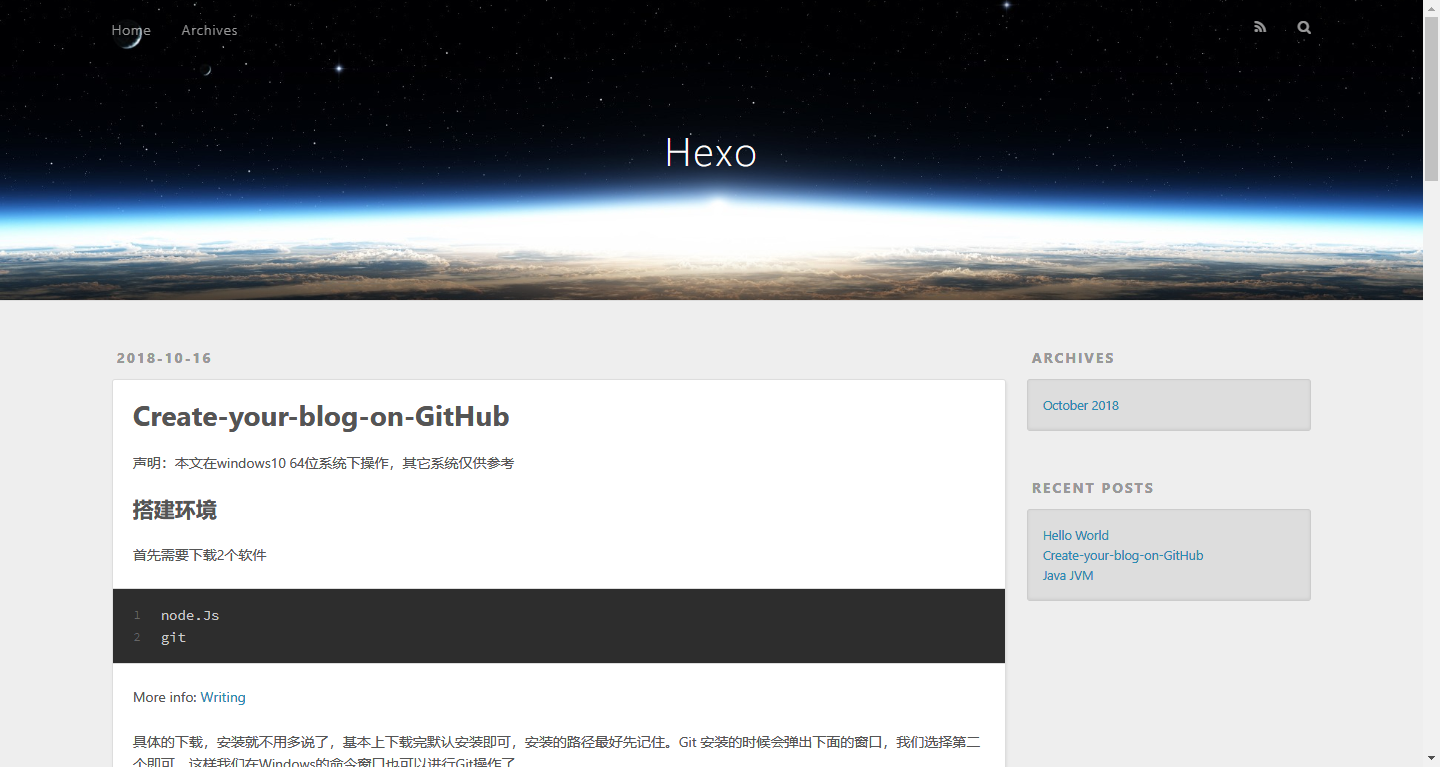 Home Archives
Hexo
2018-10-16
Create-your-blog-on-GitHub
声明：本文在windows10 64位系统下操作，其它系统仅供参考
搭建环境
首先需要下载2个软件
1 node.Js
2 git
More info: Writing
具体的下载，安装就不用多说了，基本上下载完默认安装即可，安装的路径最好先记住。Git 安装的时候会弹出下面的窗口，我们选择第二
个即可，这样我们在Windows的命令窗口也可以进行Git操作了
ARCHIVES
October 2018
RECENT POSTS
Hello World
Create-your-blog-on-GitHub
Java JVM